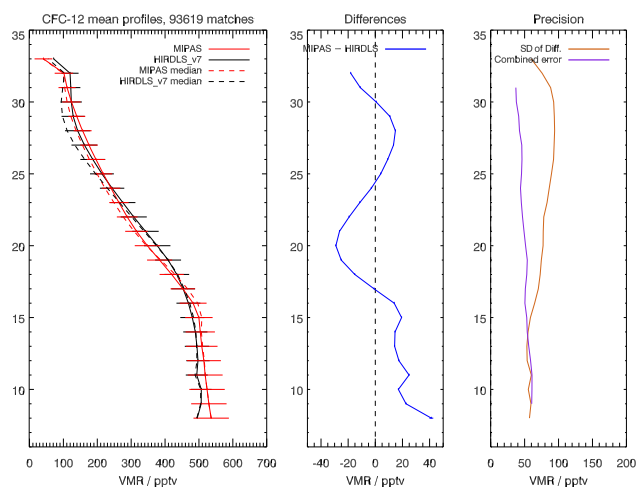 CFC-12 mean profiles, 93619 matches
35
30
25
20
15
10
0 100 200 300 400 500 600 700
VMR / pptv
MIPAS
HIRDLS_v7
MIPAS median
HIRDLS_v7 median
Differences
35
30
25
20
15
10
-40 -20 0 20 40
VMR / pptv
MIPAS - HIRDLS
Precision
35
30
25
20
15
10
0 50 100 150 200
VMR / pptv
SD of Diff.
Combined error